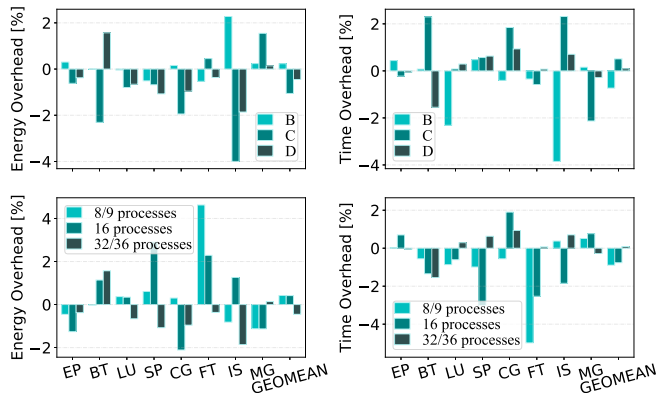 Energy Overhead [%]
2
0
−2
−4
B
C
D
Time Overhead [%]
2
0
−2
−4
B
C
D
Energy Overhead [%]
4
2
0
−2
8/9 processes
16 processes
32/36 processes
EP BT LU SP CG FT IS MG GEOMEAN
Time Overhead [%]
2
0
−2
−4
8/9 processes
16 processes
32/36 processes
EP BT LU SP CG FT IS MG GEOMEAN